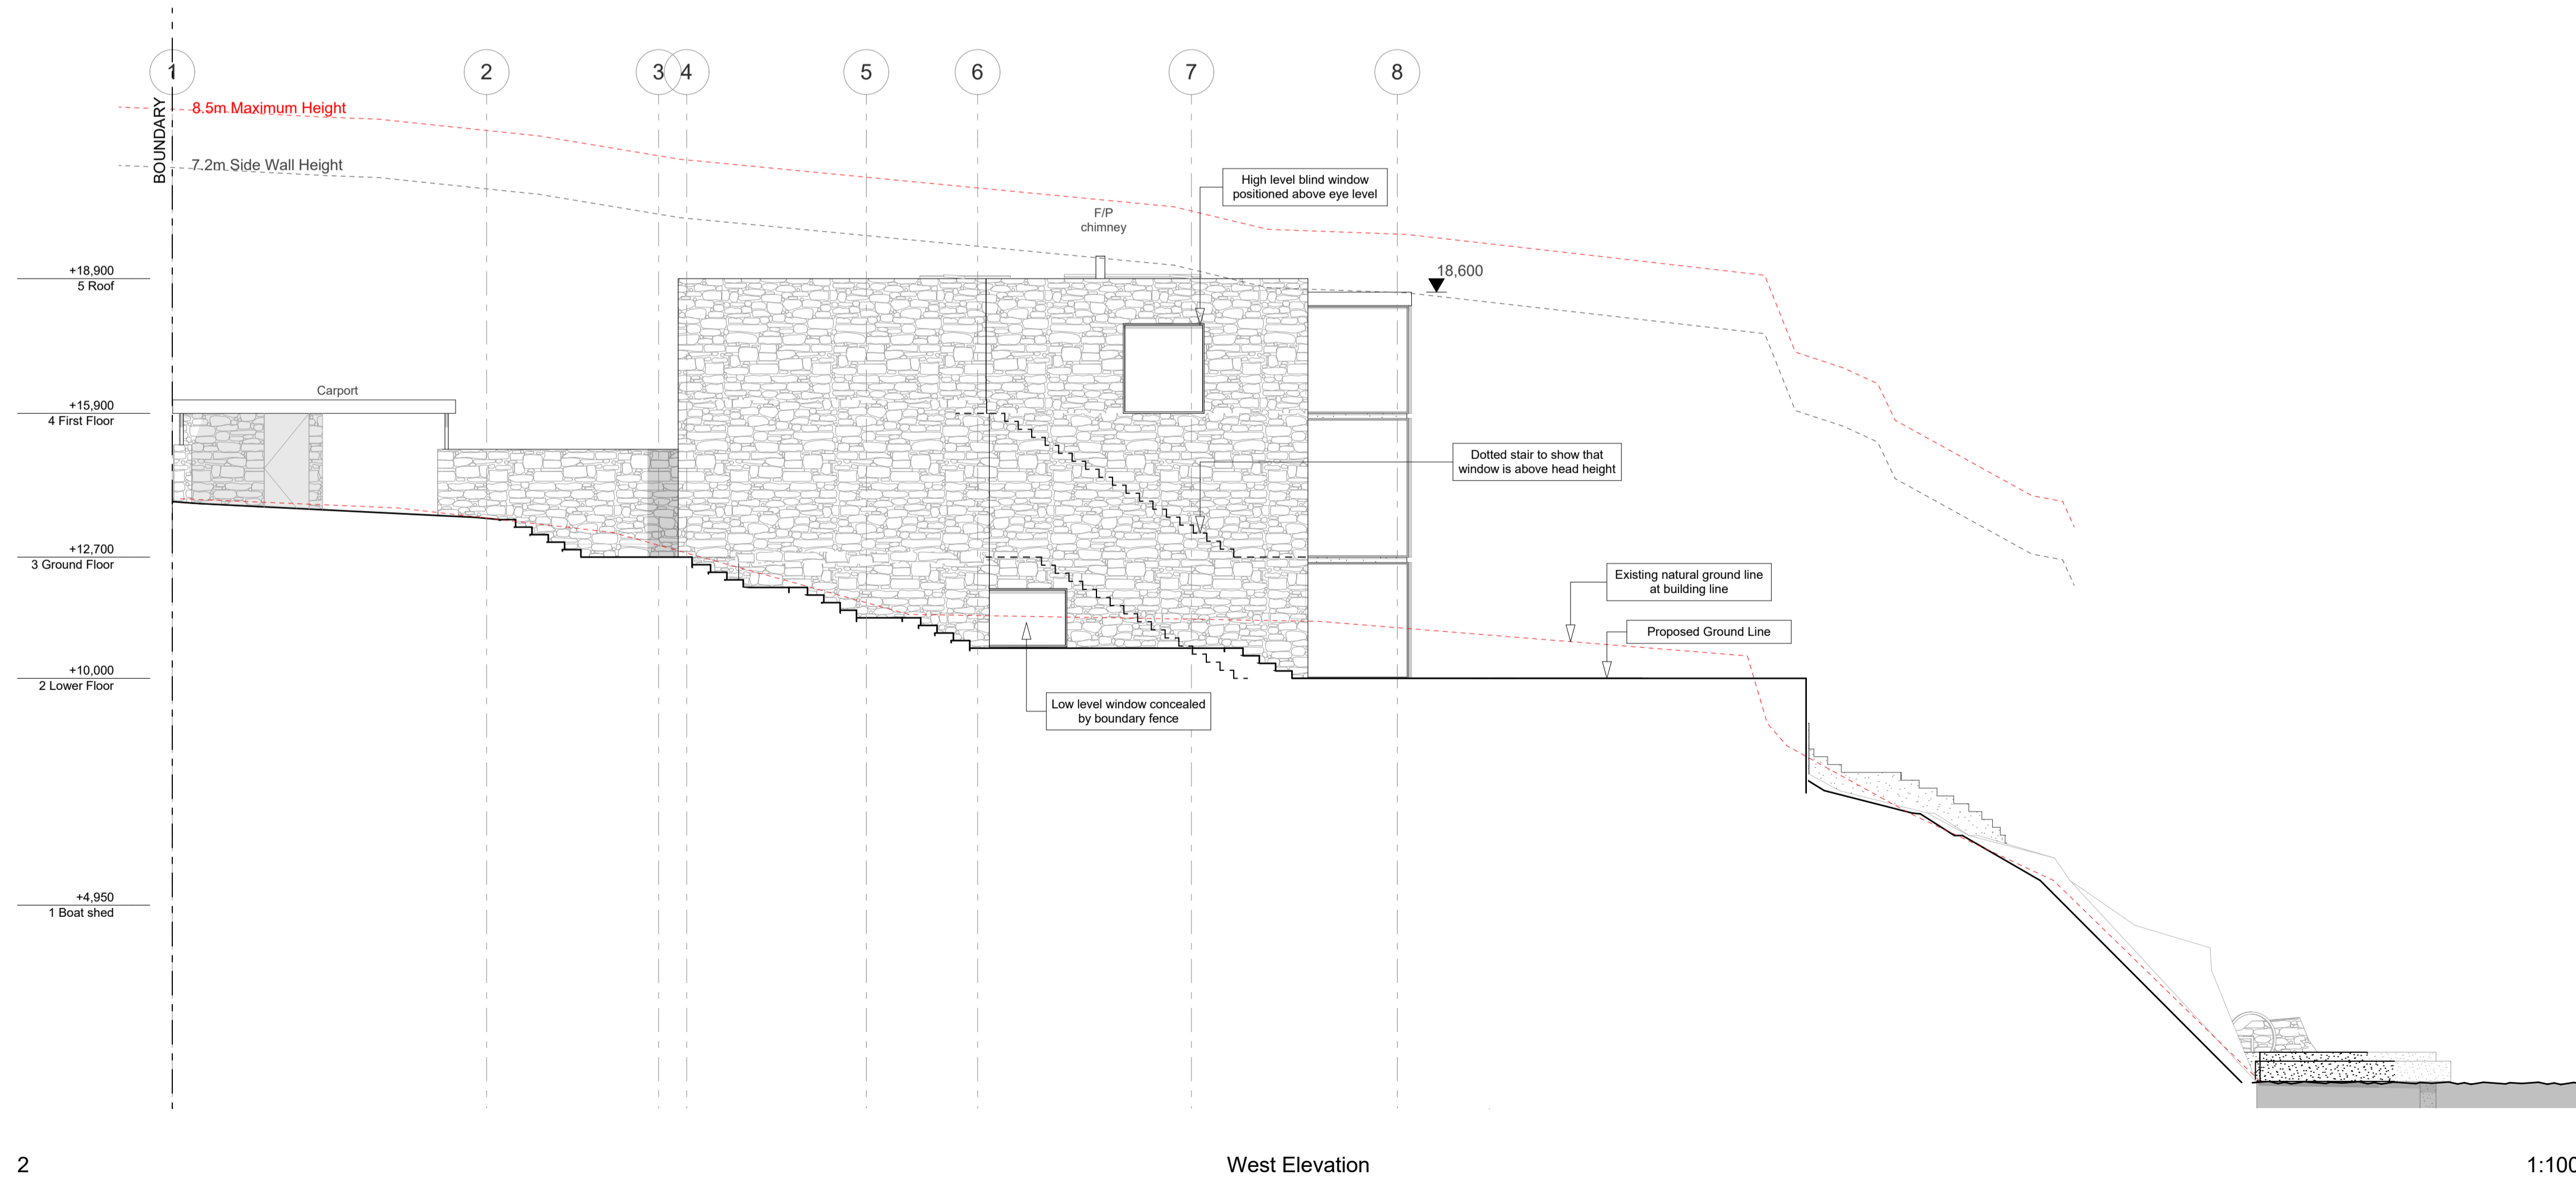 1
2
3
4
5
6
7
8
BOUNDARY
8.5m Maximum Height
7.2m Side Wall Height
High level blind window
positioned above eye level
F/P
chimney
+18,900
5 Roof
18,600
Carport
+15,900
4 First Floor
Dotted stair to show that
window is above head height
+12,700
3 Ground Floor
Existing natural ground line
at building line
Proposed Ground Line
+10,000
2 Lower Floor
Low level window concealed
by boundary fence
+4,950
1 Boat shed
2
West Elevation
1:100